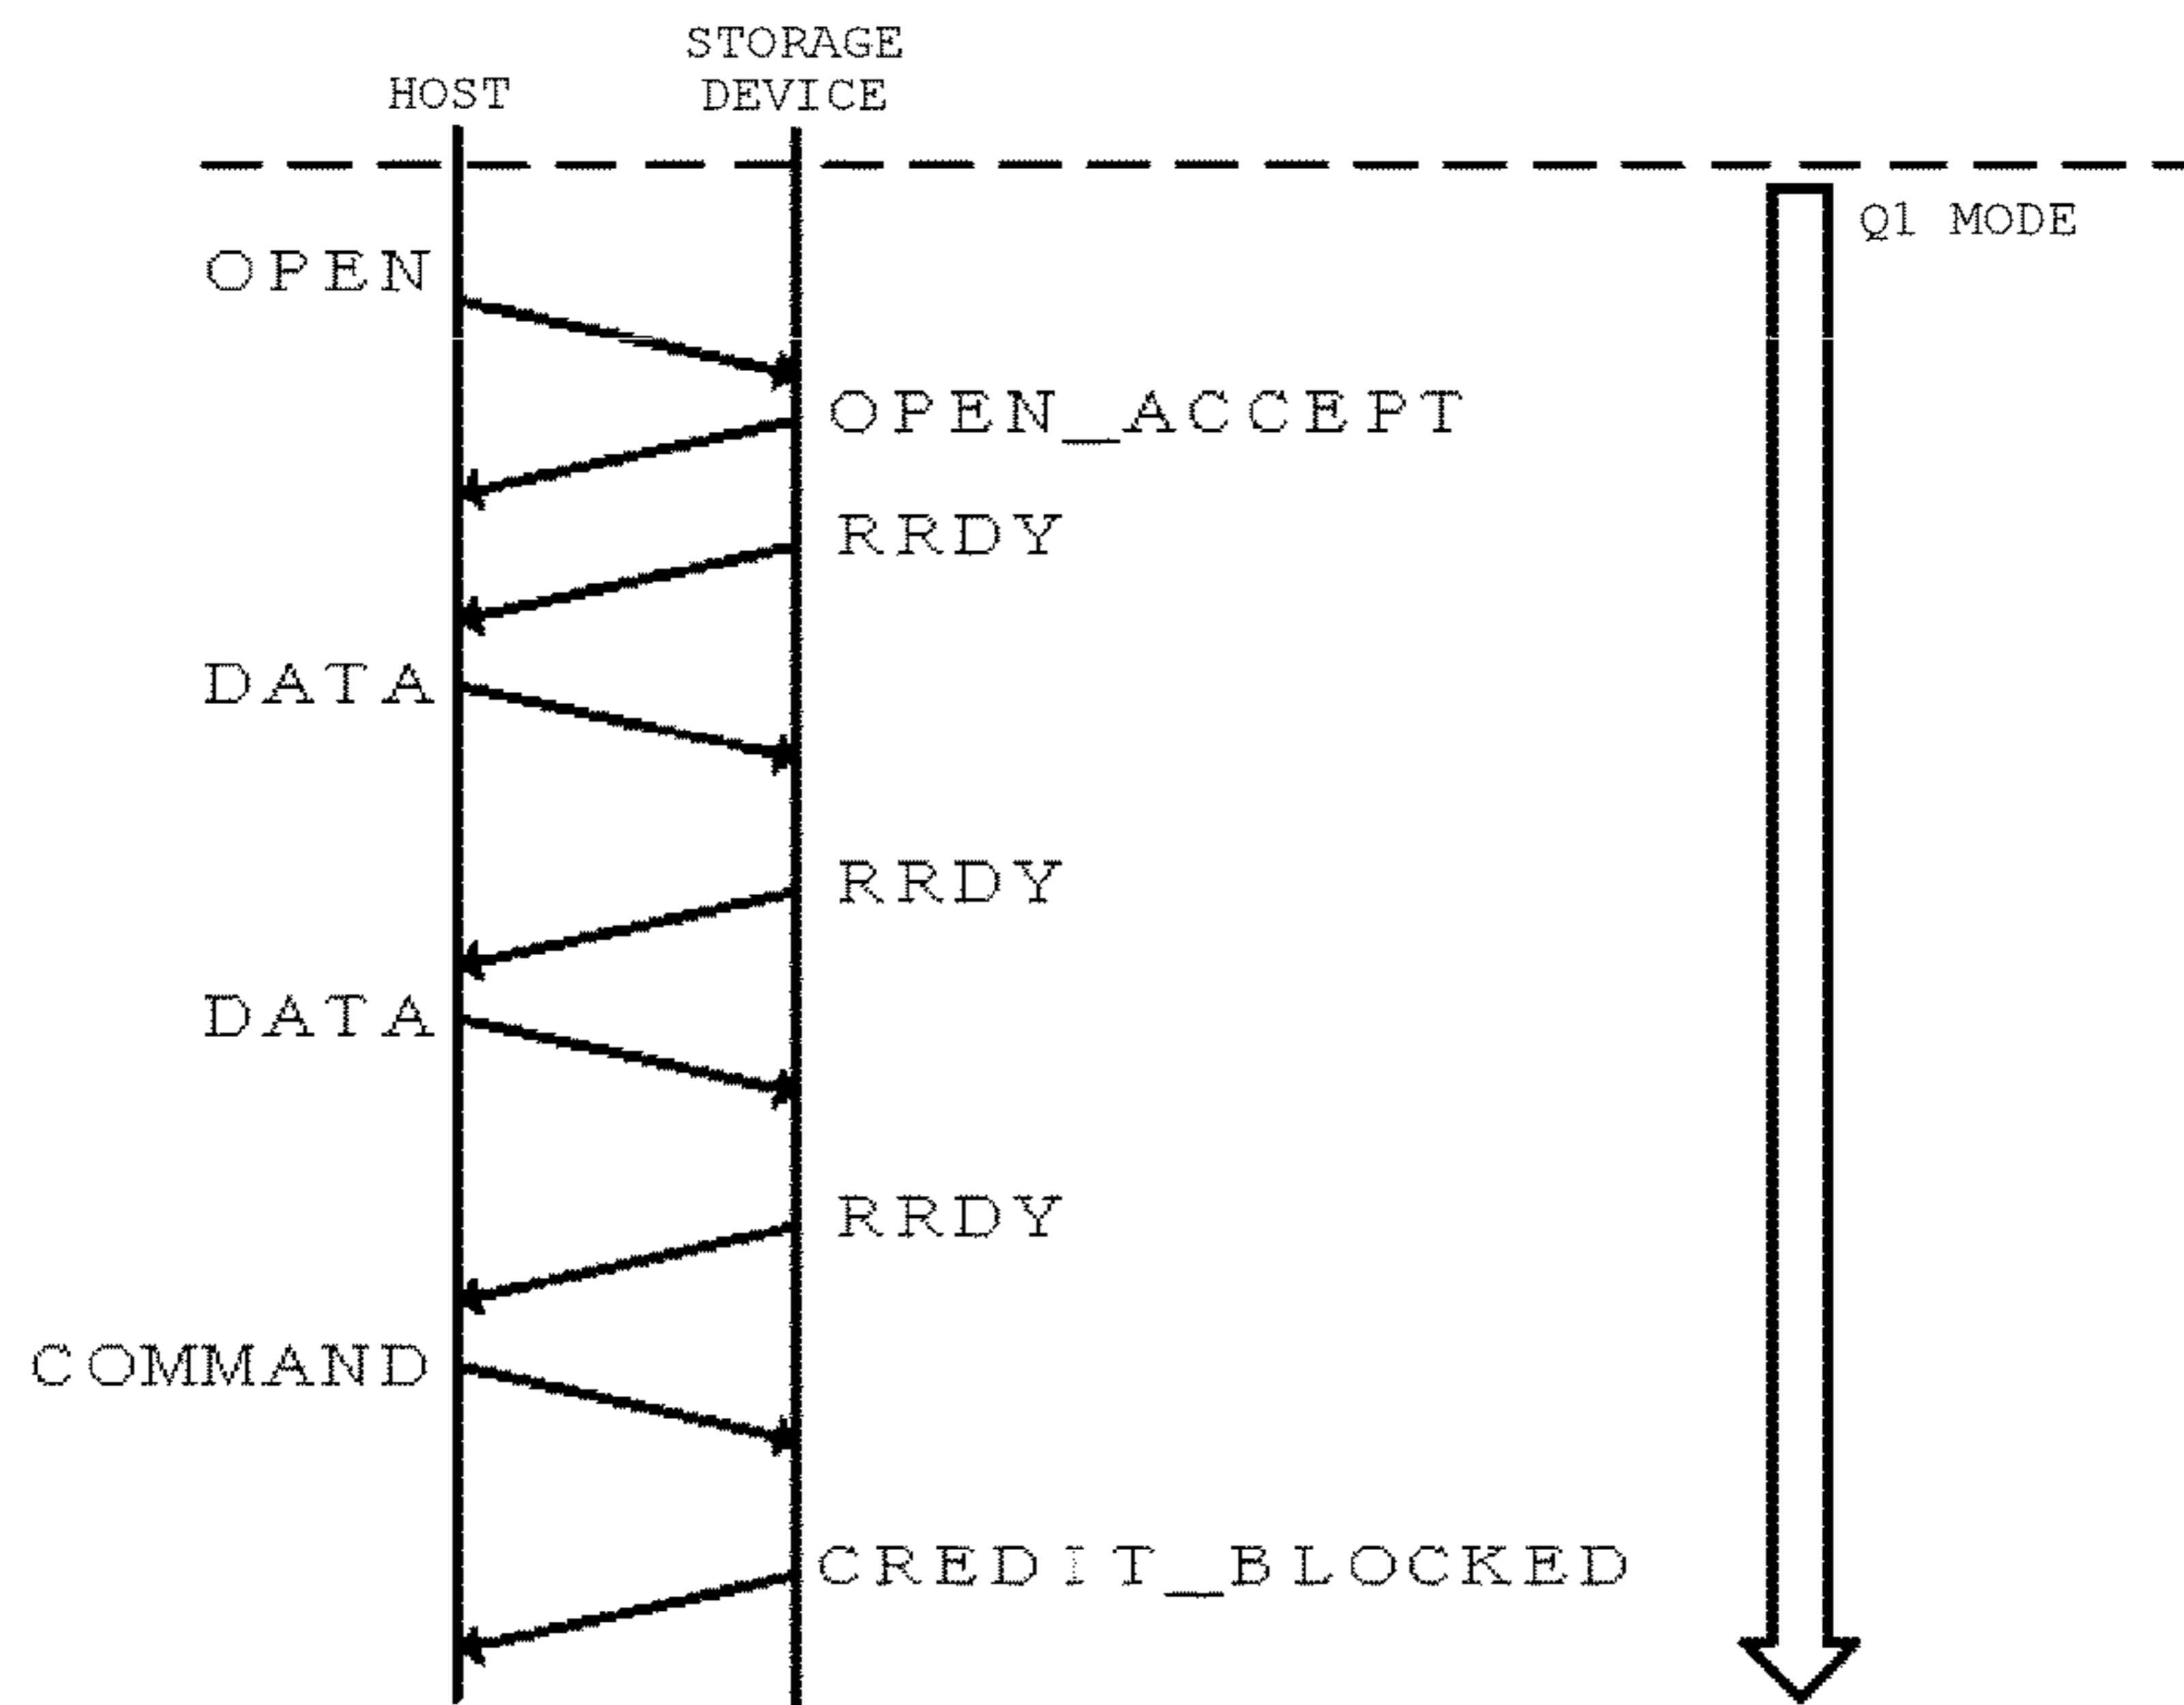 STORAGE
DEVICE
HOST
Q1 MODE
OPEN
OPEN_ACCEPT
RRDY
DATA
RRDY
DATA
RRDY
COMMAND
CREDIT_BLOCKED